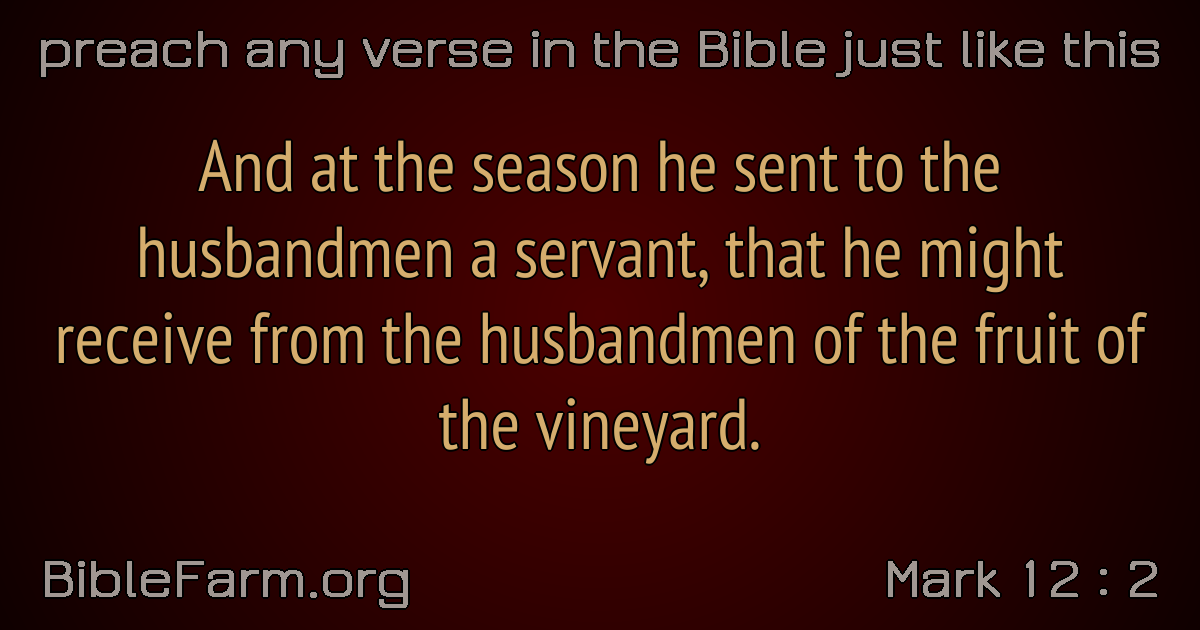 preach any verse in the Bible just like this
And at the season he sent to the
husbandmen a servant, that he might
receive from the husbandmen of the fruit of
the vineyard.
BibleFarm.org
Mark 12 : 2